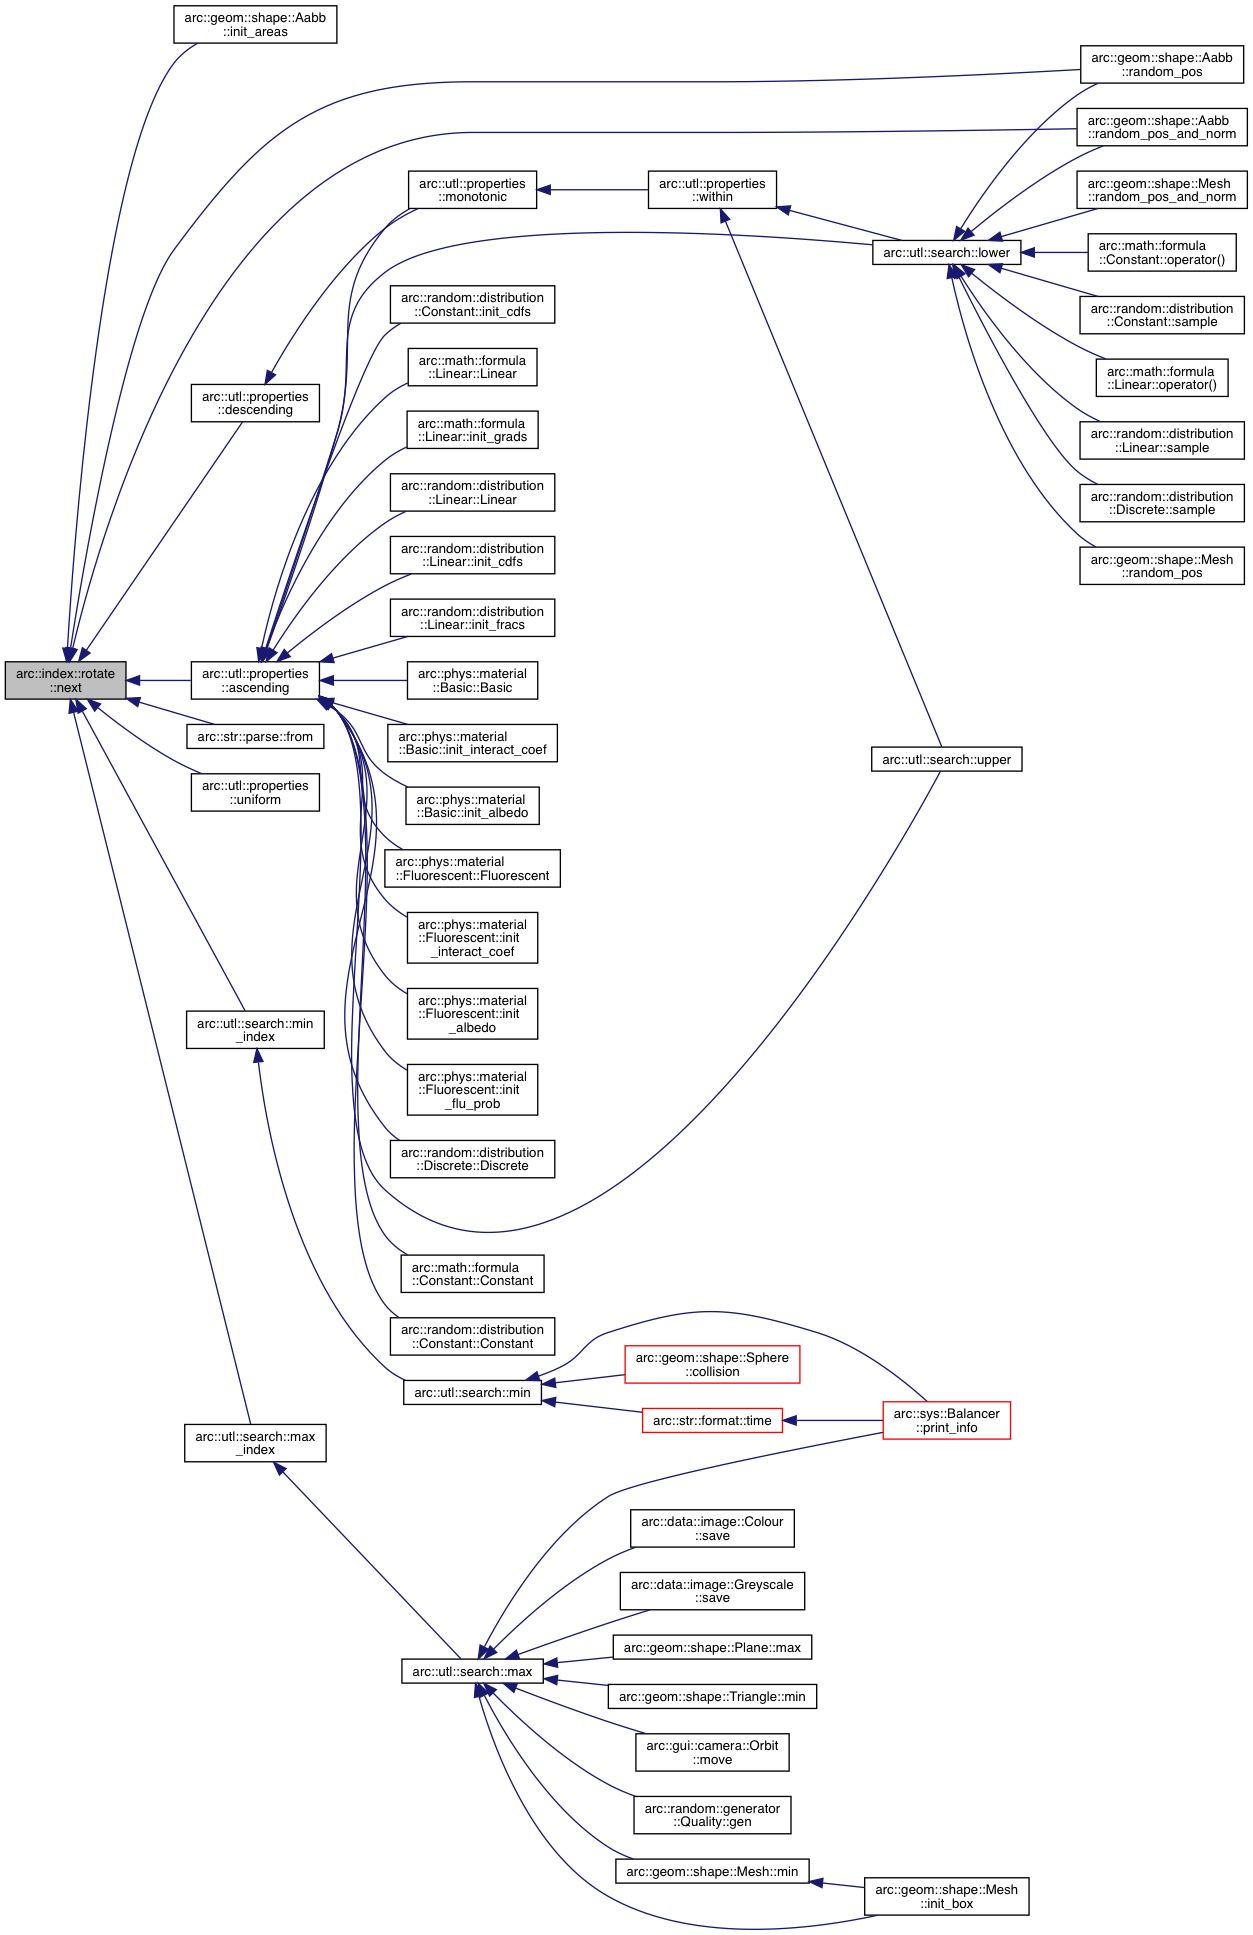 arc::geom::shape::Aabb
::init_areas
arc::geom::shape::Aabb
::random_pos
arc::geom::shape::Aabb
::random_pos_and_norm
arc::utl::properties
::monotonic
arc::utl::properties
::within
arc::geom::shape::Mesh
::random_pos_and_norm
arc::utl::search::lower
arc::math::formula
::Constant::operator()
arc::random::distribution
::Constant::init_cdfs
arc::random::distribution
::Constant::sample
arc::math::formula
::Linear::Linear
arc::math::formula
::Linear::operator()
arc::utl::properties
::descending
arc::math::formula
::Linear::init_grads
arc::random::distribution
::Linear::sample
arc::random::distribution
::Linear::Linear
arc::random::distribution
::Discrete::sample
arc::random::distribution
::Linear::init_cdfs
arc::geom::shape::Mesh
::random_pos
arc::random::distribution
::Linear::init_fracs
arc::index::rotate
::next
arc::utl::properties
::ascending
arc::phys::material
::Basic::Basic
arc::str::parse::from
arc::phys::material
::Basic::init_interact_coef
arc::utl::search::upper
arc::utl::properties
::uniform
arc::phys::material
::Basic::init_albedo
arc::phys::material
::Fluorescent::Fluorescent
arc::phys::material
::Fluorescent::init
_interact_coef
arc::phys::material
::Fluorescent::init
_albedo
arc::utl::search::min
_index
arc::phys::material
::Fluorescent::init
_flu_prob
arc::random::distribution
::Discrete::Discrete
arc::math::formula
::Constant::Constant
arc::random::distribution
::Constant::Constant
arc::geom::shape::Sphere
::collision
arc::utl::search::min
arc::str::format::time
arc::sys::Balancer
::print_info
arc::utl::search::max
_index
arc::data::image::Colour
::save
arc::data::image::Greyscale
::save
arc::geom::shape::Plane::max
arc::utl::search::max
arc::geom::shape::Triangle::min
arc::gui::camera::Orbit
::move
arc::random::generator
::Quality::gen
arc::geom::shape::Mesh::min
arc::geom::shape::Mesh
::init_box